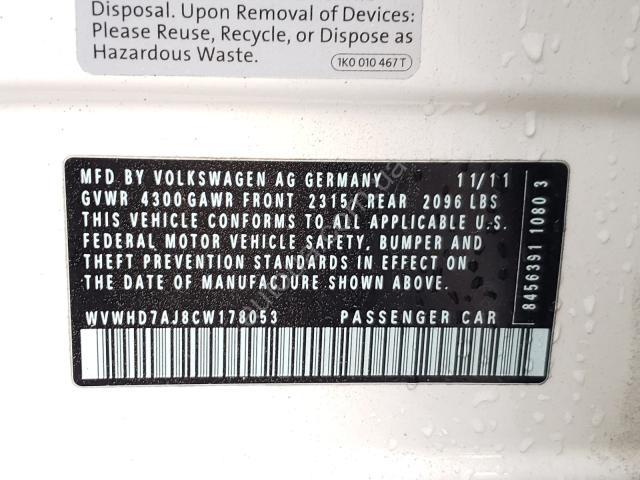 Disposal. Upon Removal of Devices:
Please Reuse, Recycle, or Dispose as
Hazardous Waste.
1K0 010 467 T
MFD BY VOLKSWAGEN AG GERMANY 11/11
GVWR 4300 GAWR FRONT 2315/ REAR 2096 LBS
THIS VEHICLE CONFORMS TO ALL APPLICABLE U.S.
FEDERAL MOTOR VEHICLE SAFETY, BUMPER AND
THEFT PREVENTION STANDARDS IN EFFECT ON
THE DATE OF MANUFACTURE SHOWN ABOVE.
WVWHD7AJ8CW178053 PASSENGER CAR
8456391 1080 3